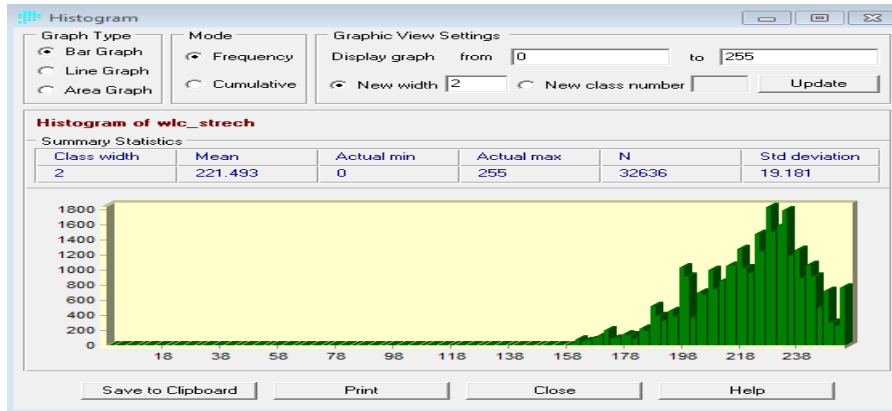 Histogram
Graph Type Mode Graphic View Settings
Bar Graph Frequency Display graph from 0 to 255
Line Graph
Area Graph Cumulative New width 2 New class number Update
Histogram of wlc_strech
Summary Statistics
Class width Mean Actual min Actual max N Std deviation
2 221.493 0 255 32636 19.181
1800
1600
1400
1200
1000
800
600
400
200
0
18 38 58 78 98 118 138 158 178 198 218 238
Save to Clipboard Print Close Help